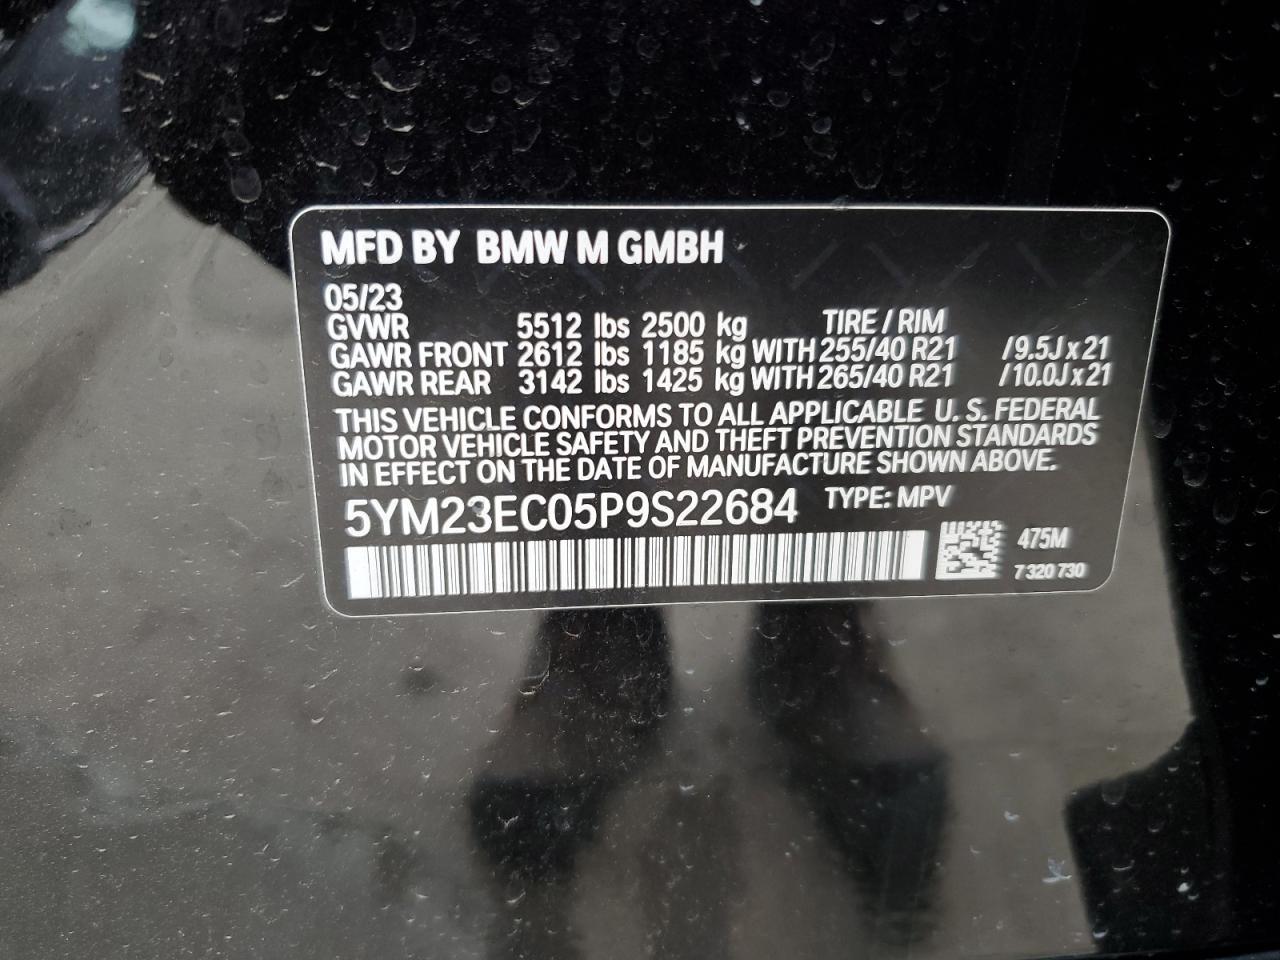 MFD BY BMW M GMBH
05/23
GVWR 5512 lbs 2500 kg TIRE / RIM
GAWR FRONT 2612 lbs 1185 kg WITH 255/40 R21 /9.5J x 21
GAWR REAR 3142 lbs 1425 kg WITH 265/40 R21 /10.0J x 21
THIS VEHICLE CONFORMS TO ALL APPLICABLE U. S. FEDERAL
MOTOR VEHICLE SAFETY AND THEFT PREVENTION STANDARDS
IN EFFECT ON THE DATE OF MANUFACTURE SHOWN ABOVE.
5YM23EC05P9S22684 TYPE: MPV
475M
7 320 730